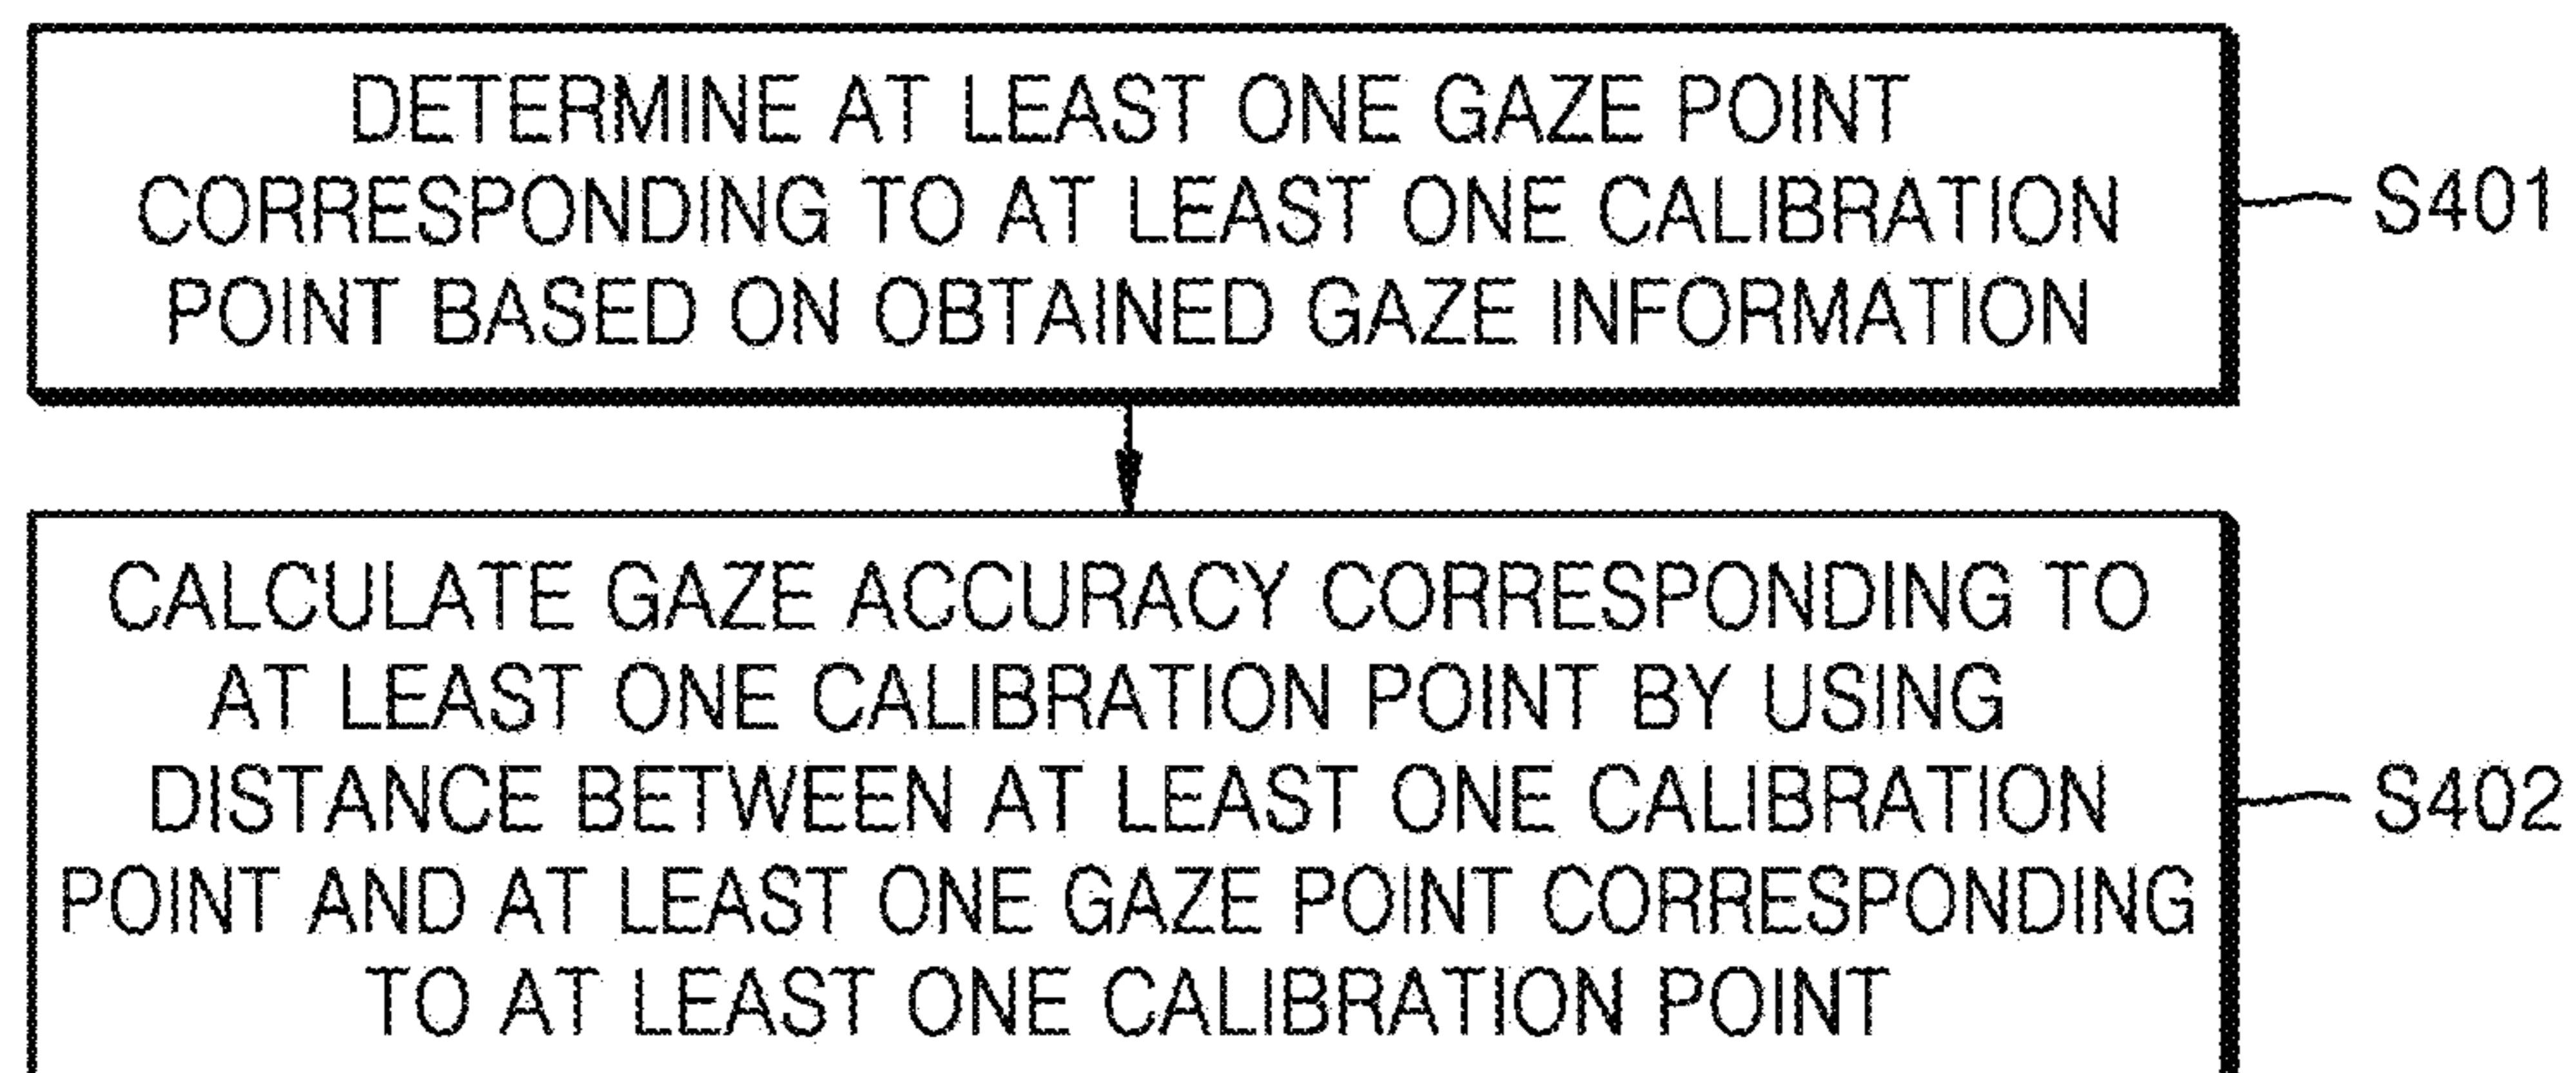 DETERMINE AT LEAST ONE GAZE POINT
CORRESPONDING TO AT LEAST ONE CALIBRATION
POINT BASED ON OBTAINED GAZE INFORMATION
S401
CALCULATE GAZE ACCURACY CORRESPONDING TO
AT LEAST ONE CALIBRATION POINT BY USING
DISTANCE BETWEEN AT LEAST ONE CALIBRATION
POINT AND AT LEAST ONE GAZE POINT CORRESPONDING
TO AT LEAST ONE CALIBRATION POINT
S402